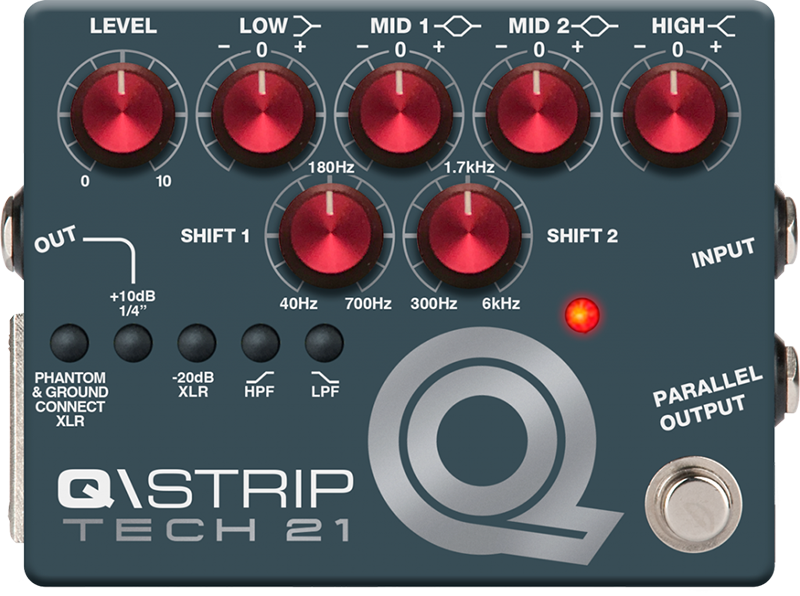 LEVEL
LOW
MID 1
MID 2
HIGH
− 0 +
− 0 +
− 0 +
− 0 +
0 10
180Hz
1.7kHz
SHIFT 1
SHIFT 2
40Hz 700Hz
300Hz 6kHz
OUT
INPUT
+10dB
1/4”
PHANTOM
& GROUND
CONNECT
XLR
-20dB
XLR
HPF
LPF
PARALLEL
OUTPUT
Q\STRIP
TECH 21
Q